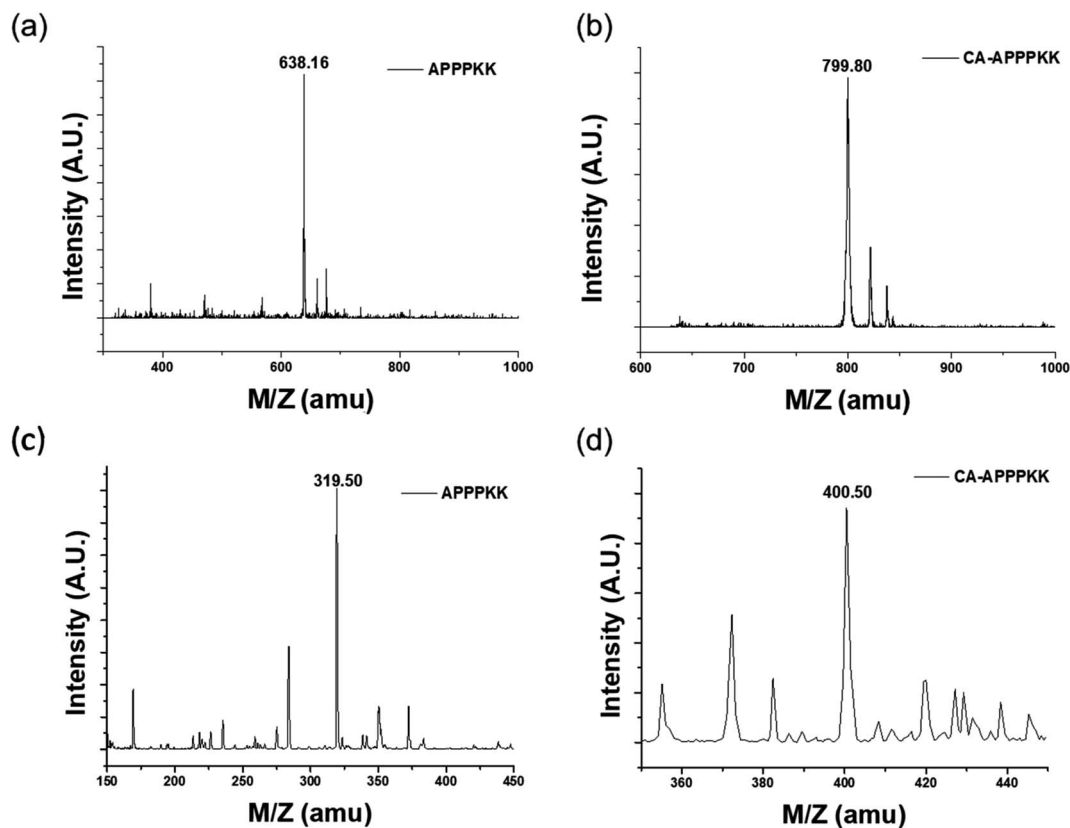 (a)
638.16
APPPKK
Intensity (A.U.)
400 600 800 1000
M/Z (amu)
(b)
799.80
CA-APPPKK
Intensity (A.U.)
600 700 800 900 1000
M/Z (amu)
(c)
319.50
APPPKK
Intensity (A.U.)
150 200 250 300 350 400 450
M/Z (amu)
(d)
400.50
CA-APPPKK
Intensity (A.U.)
360 380 400 420 440
M/Z (amu)